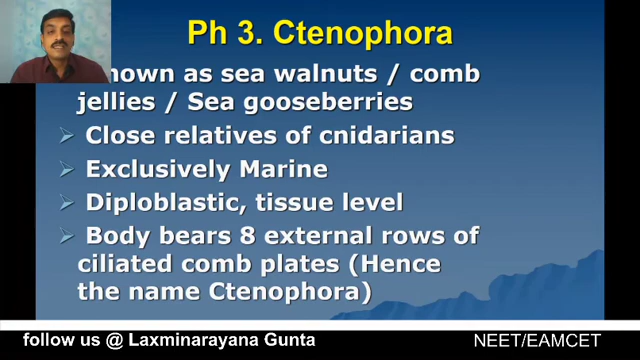 Ph 3. Ctenophora
nown as sea walnuts / comb
jellies / Sea gooseberries
Close relatives of cnidarians
Exclusively Marine
Diploblastic, tissue level
Body bears 8 external rows of
ciliated comb plates (Hence
the name Ctenophora)
follow us @ Laxminarayana Gunta
NEET/EAMCET